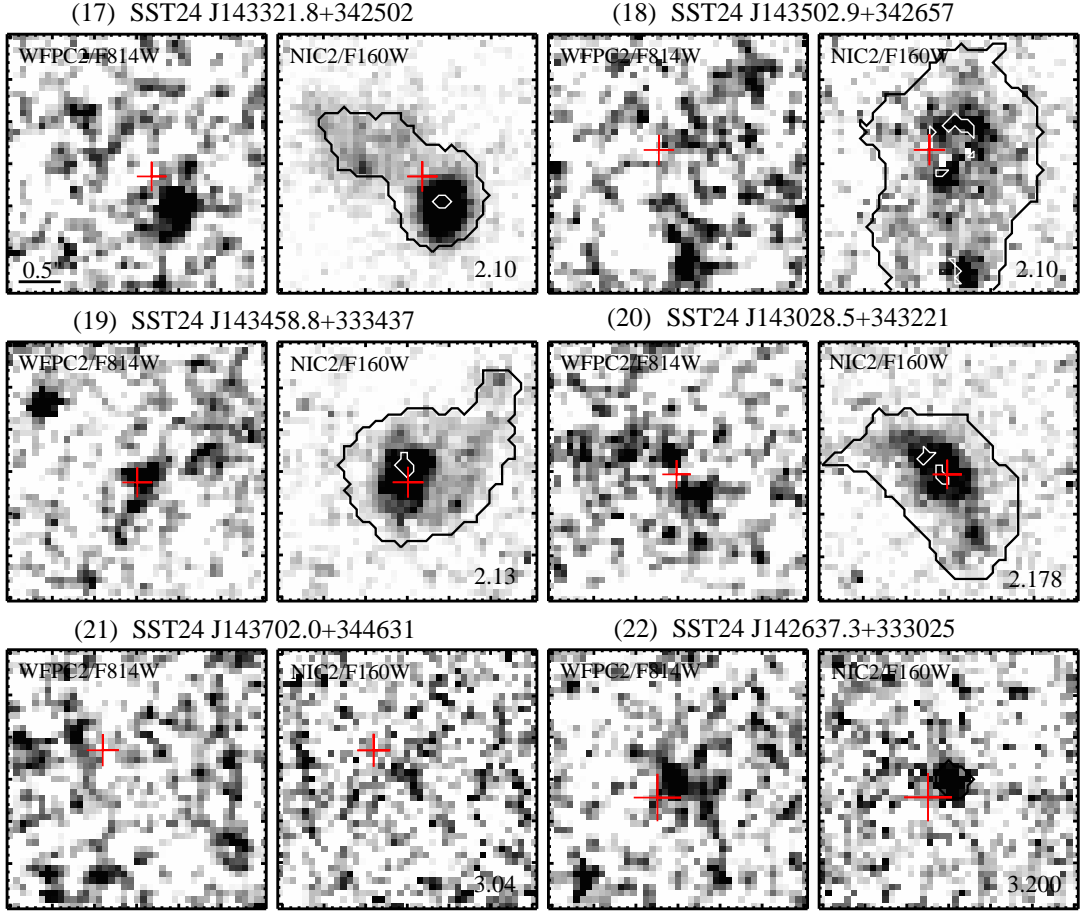 (17) SST24 J143321.8+342502
(18) SST24 J143502.9+342657
WFPC2/F814W
NIC2/F160W
WFPC2/F814W
NIC2/F160W
0.5"
2.10
2.10
(19) SST24 J143458.8+333437
(20) SST24 J143028.5+343221
WFPC2/F814W
NIC2/F160W
WFPC2/F814W
NIC2/F160W
2.13
2.178
(21) SST24 J143702.0+344631
(22) SST24 J142637.3+333025
WFPC2/F814W
NIC2/F160W
WFPC2/F814W
NIC2/F160W
3.04
3.200